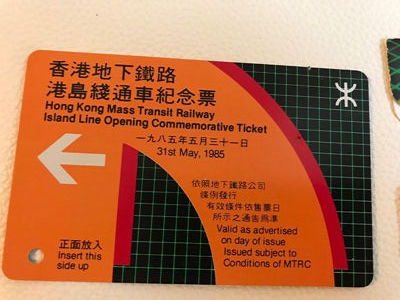 香港地下鐵路
港島綫通車紀念票
Hong Kong Mass Transit Railway
Island Line Opening Commemorative Ticket
一九八五年五月三十一日
31st May, 1985
依照地下鐵路公司
條例發行
有效條件依售票日
所示之通告為準
Valid as advertised
on day of issue
Issued subject to
Conditions of MTRC
正面放入
Insert this
side up